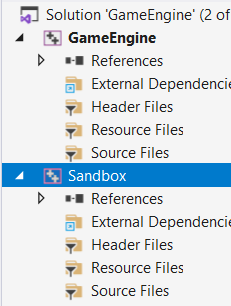 Solution 'GameEngine' (2 of
GameEngine
References
External Dependencie
Header Files
Resource Files
Source Files
Sandbox
References
External Dependencie
Header Files
Resource Files
Source Files